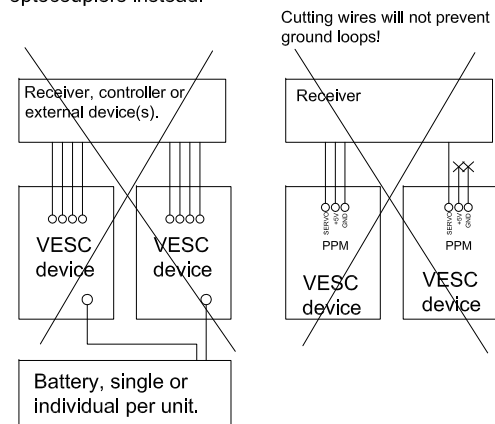 optocouplers instead.
Cutting wires will not prevent
ground loops!
Receiver, controller or
external device(s).
VESC
device
VESC
device
Battery, single or
individual per unit.
Receiver
SERVO
+5V
GND
PPM
VESC
device
SERVO
+5V
GND
PPM
VESC
device